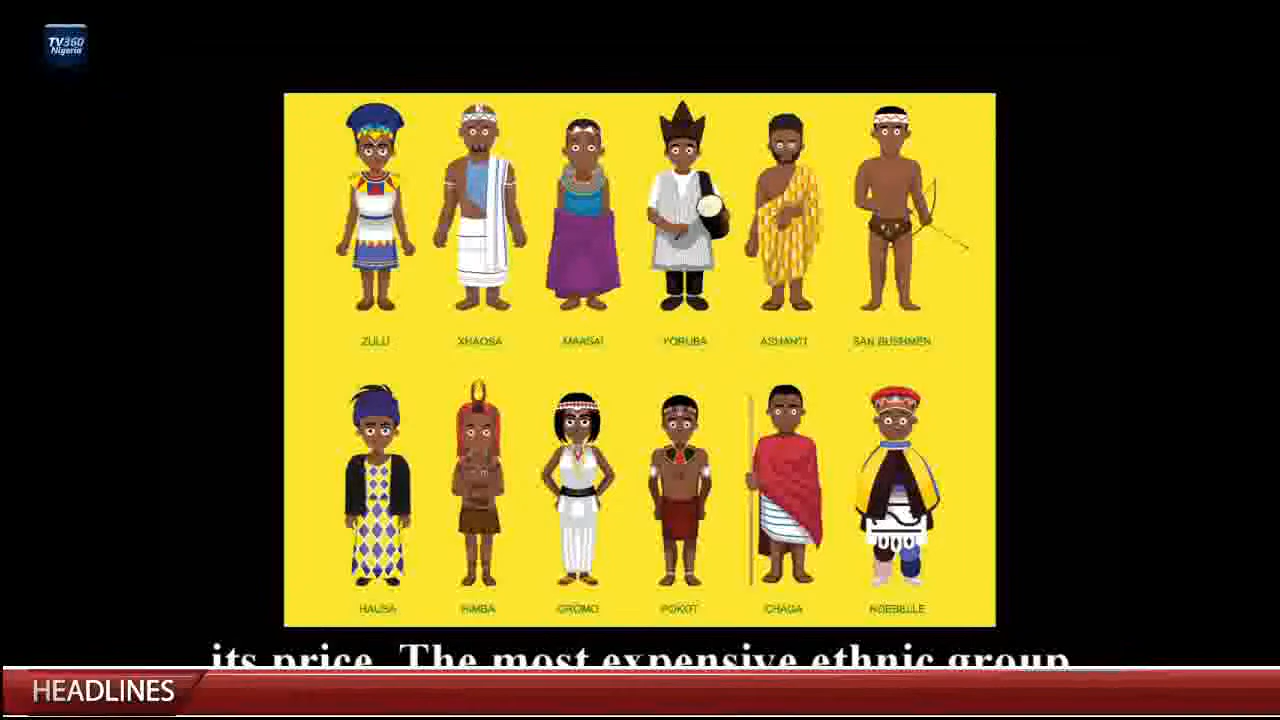 TV360
Nigeria
ZULU XHAOSA MAASAI YORUBA ASHANTI SAN BUSHMEN
HAUSA HIMBA OROMO POKOT CHAGA NDEBELLE
its price. The most expensive ethnic group
HEADLINES